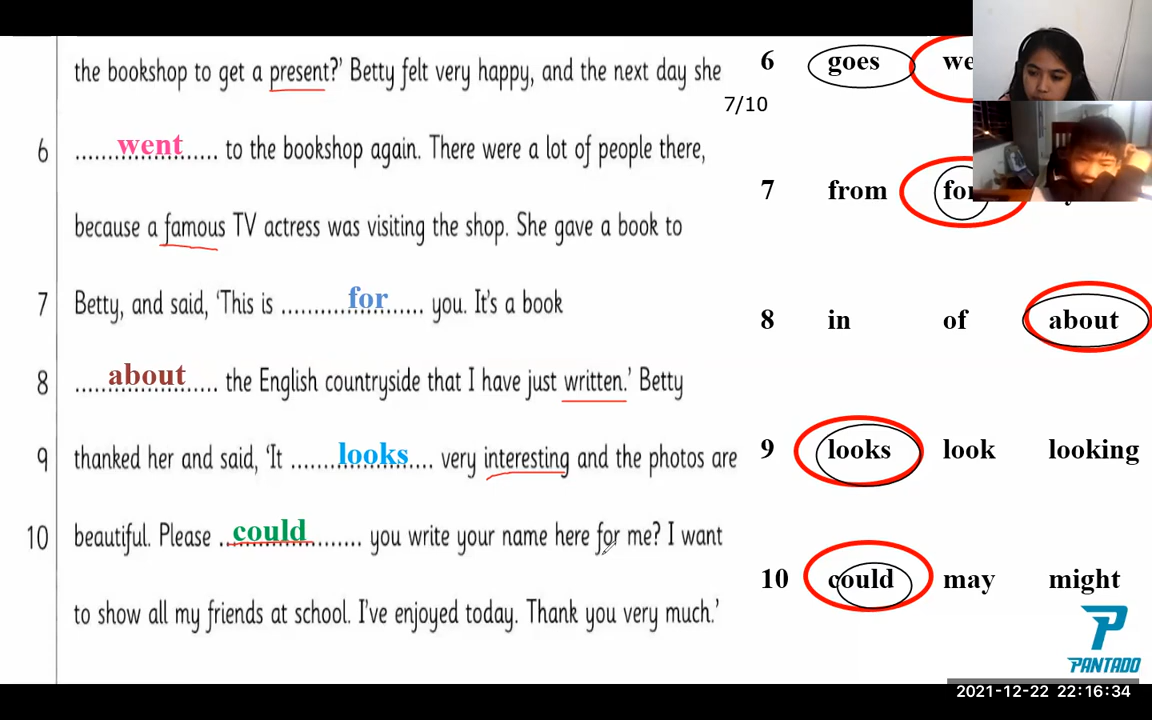 the bookshop to get a present?' Betty felt very happy, and the next day she
6 went to the bookshop again. There were a lot of people there,
because a famous TV actress was visiting the shop. She gave a book to
7 Betty, and said, 'This is for you. It's a book
8 about the English countryside that I have just written.' Betty
9 thanked her and said, 'It looks very interesting and the photos are
10 beautiful. Please could you write your name here for me? I want
to show all my friends at school. I've enjoyed today. Thank you very much.'
6 goes
7/10
7 from for
8 in of about
9 looks look looking
10 could may might
PANTADO
2021-12-22 22:16:34